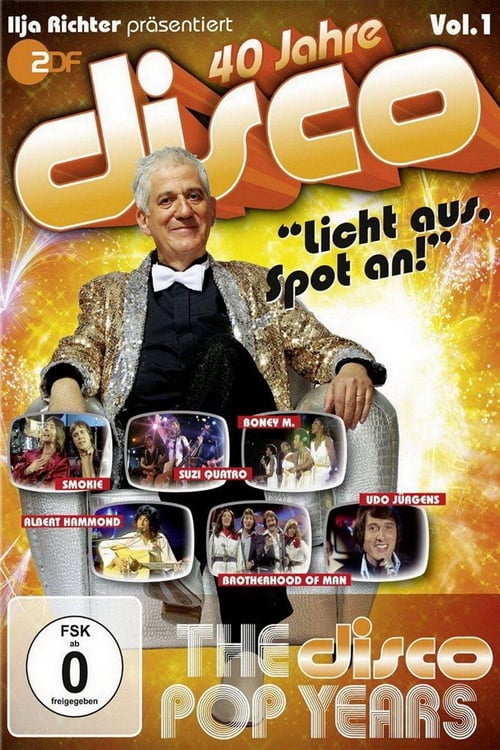 Ilja Richter präsentiert
Vol.1
2DF
40 Jahre
disco
"Licht aus,
Spot an!"
BONEY M.
SMOKIE
SUZI QUATRO
UDO JÜRGENS
ALBERT HAMMOND
BROTHERHOOD OF MAN
FSK
ab
0
freigegeben
THE disco
POP YEARS